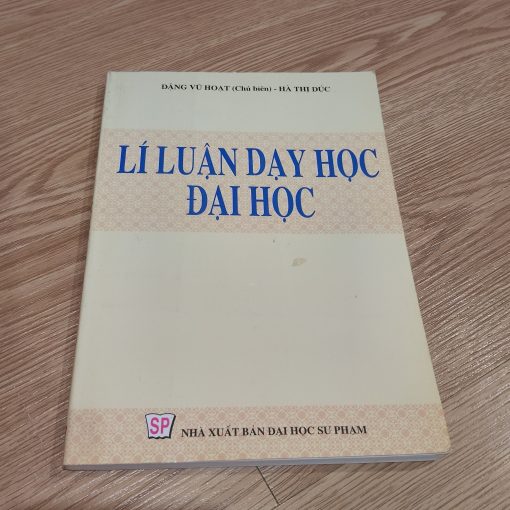 ĐẶNG VŨ HOẠT (Chủ biên) - HÀ THỊ ĐỨC
LÍ LUẬN DẠY HỌC
ĐẠI HỌC
SP
NHÀ XUẤT BẢN ĐẠI HỌC SƯ PHẠM